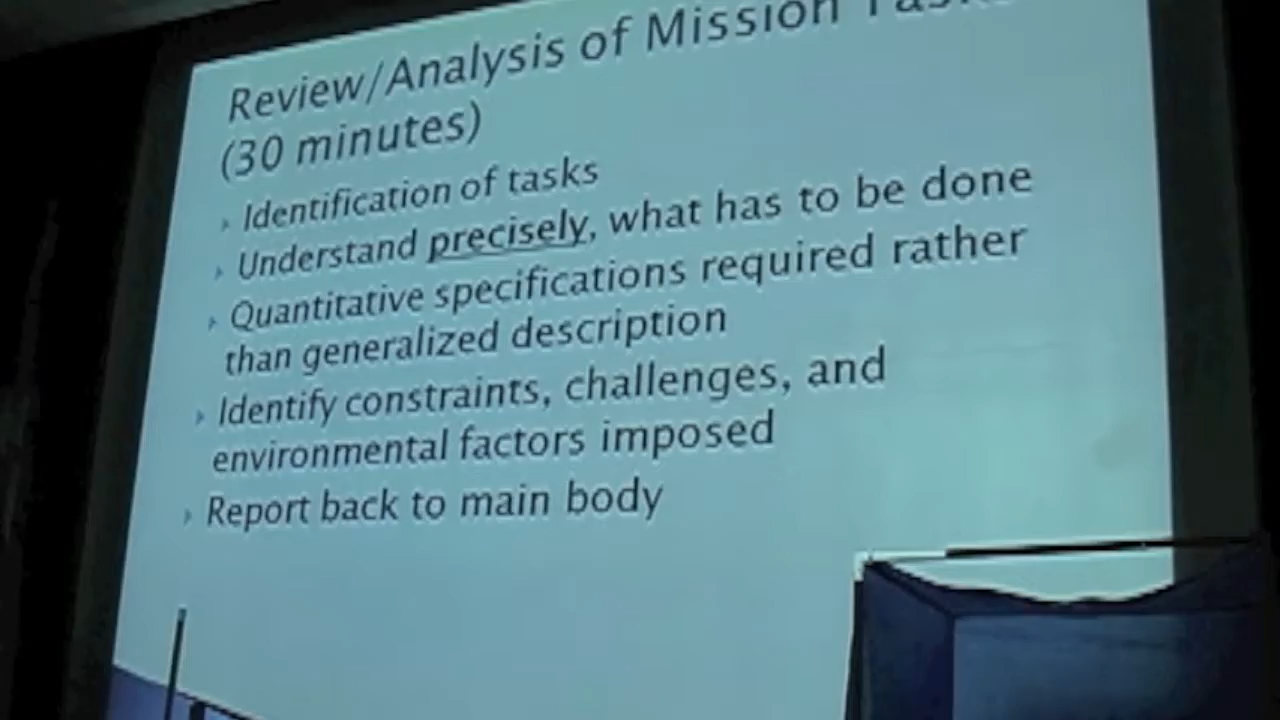 Review/Analysis of Mission Task
(30 minutes)
Identification of tasks
Understand precisely, what has to be done
Quantitative specifications required rather
than generalized description
Identify constraints, challenges, and
environmental factors imposed
Report back to main body